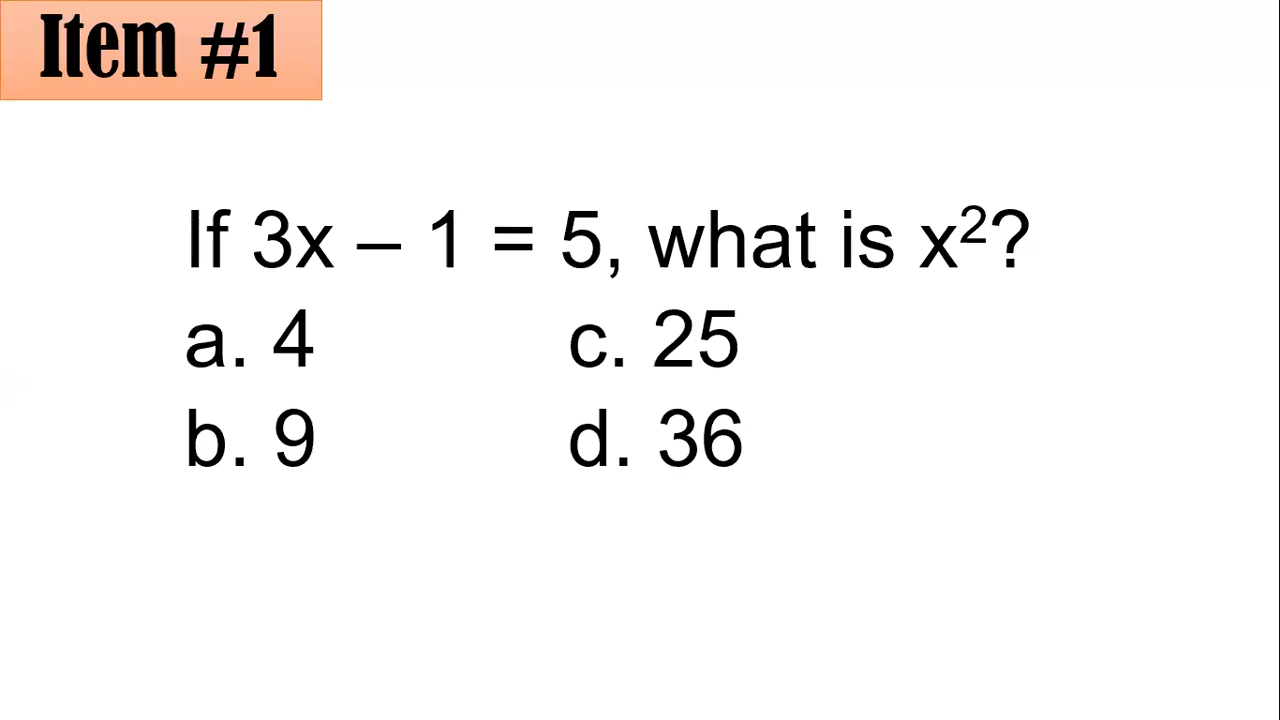 Item #1
If 3x – 1 = 5, what is x²?
a. 4 c. 25
b. 9 d. 36